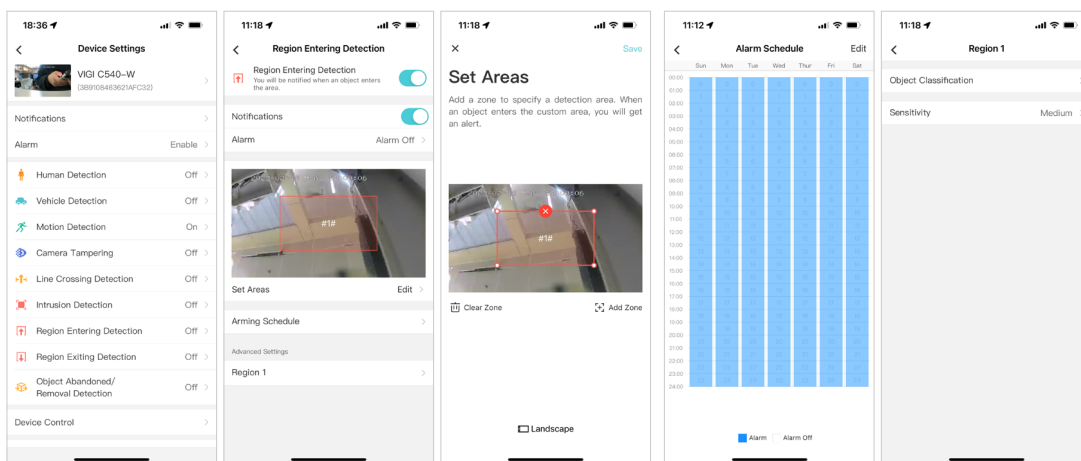 18:36
Device Settings
VIGI C540-W
(3B9108463621AFC32)
Notifications
Alarm Enable
Human Detection Off
Vehicle Detection Off
Motion Detection On
Camera Tampering Off
Line Crossing Detection Off
Intrusion Detection Off
Region Entering Detection Off
Region Exiting Detection Off
Object Abandoned/
Removal Detection Off
Device Control
11:18
Region Entering Detection
Region Entering Detection
You will be notified when an object enters
the area.
Notifications
Alarm Alarm Off
#1#
Set Areas Edit
Arming Schedule
Advanced Settings
Region 1
11:18
Save
Set Areas
Add a zone to specify a detection area. When
an object enters the custom area, you will get
an alert.
#1#
Clear Zone Add Zone
Landscape
11:12
Alarm Schedule Edit
Sun Mon Tue Wed Thur Fri Sat
00:00
01:00
02:00
03:00
04:00
05:00
06:00
07:00
08:00
09:00
10:00
11:00
12:00
13:00
14:00
15:00
16:00
17:00
18:00
19:00
20:00
21:00
22:00
23:00
24:00
Alarm Alarm Off
11:18
Region 1
Object Classification
Sensitivity Medium